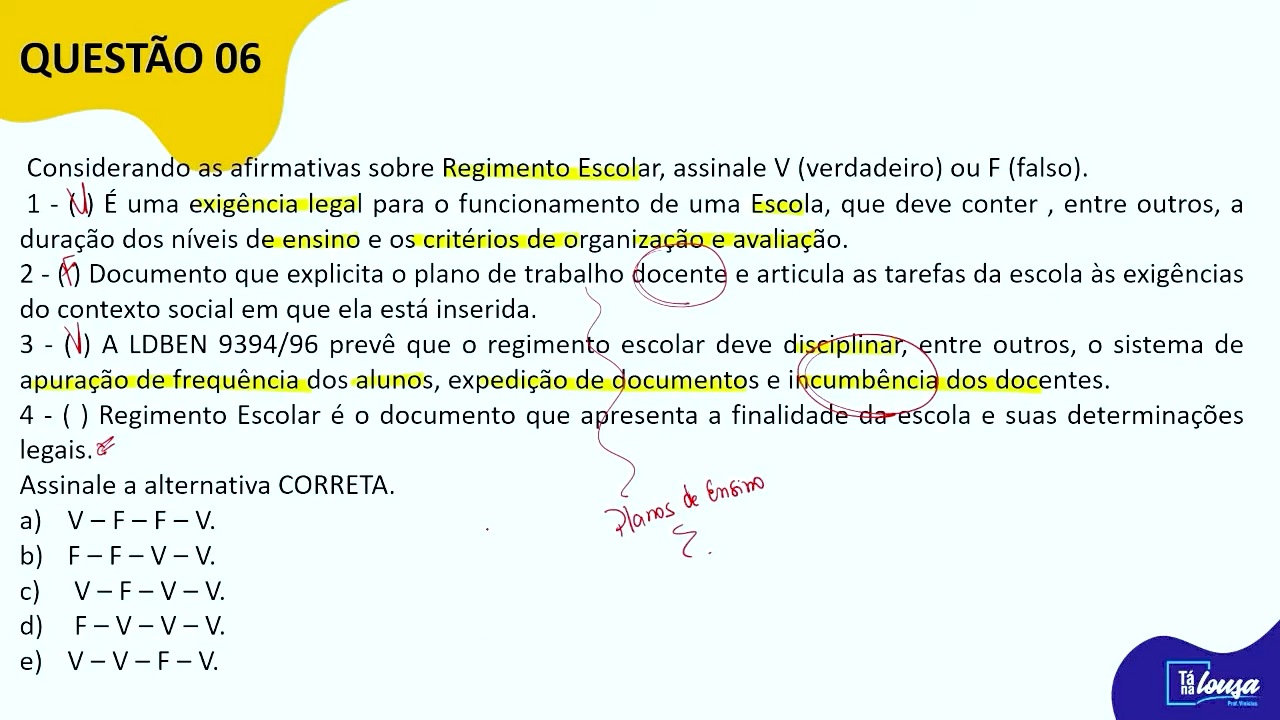 QUESTÃO 06
Considerando as afirmativas sobre Regimento Escolar, assinale V (verdadeiro) ou F (falso).
1 - (V) É uma exigência legal para o funcionamento de uma Escola, que deve conter , entre outros, a
duração dos níveis de ensino e os critérios de organização e avaliação.
2 - (F) Documento que explicita o plano de trabalho docente e articula as tarefas da escola às exigências
do contexto social em que ela está inserida.
3 - (V) A LDBEN 9394/96 prevê que o regimento escolar deve disciplinar, entre outros, o sistema de
apuração de frequência dos alunos, expedição de documentos e incumbência dos docentes.
4 - ( ) Regimento Escolar é o documento que apresenta a finalidade da escola e suas determinações
legais.
Assinale a alternativa CORRETA.
Planos de Ensino
a) V – F – F – V.
b) F – F – V – V.
c) V – F – V – V.
d) F – V – V – V.
e) V – V – F – V.
Tá
na lousa
Prof. Vinícius